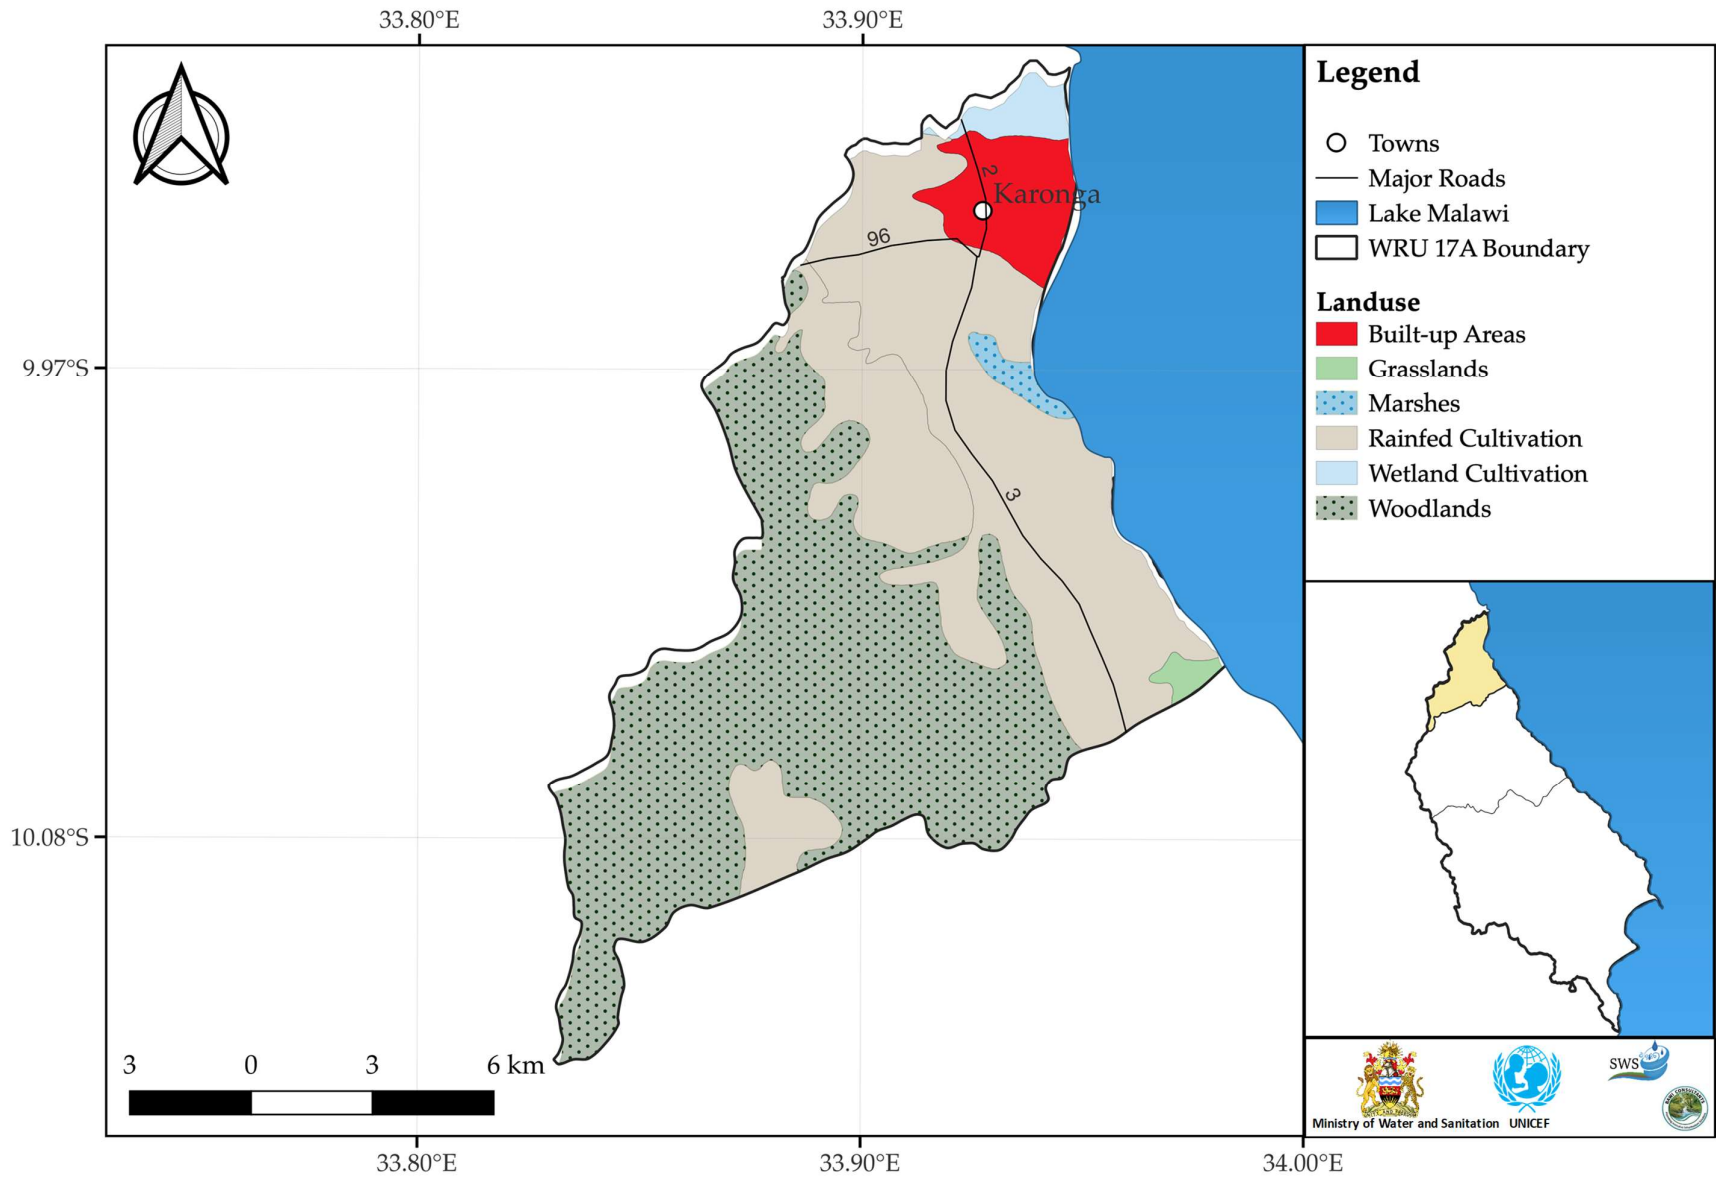 33.80°E
33.90°E
Legend
Towns
Major Roads
Lake Malawi
WRU 17A Boundary
Landuse
Built-up Areas
Grasslands
Marshes
Rainfed Cultivation
Wetland Cultivation
Woodlands
2
Karonga
96
9.97°S
3
10.08°S
3
0
3
6 km
SWS
Ministry of Water and Sanitation
UNICEF
33.80°E
33.90°E
34.00°E